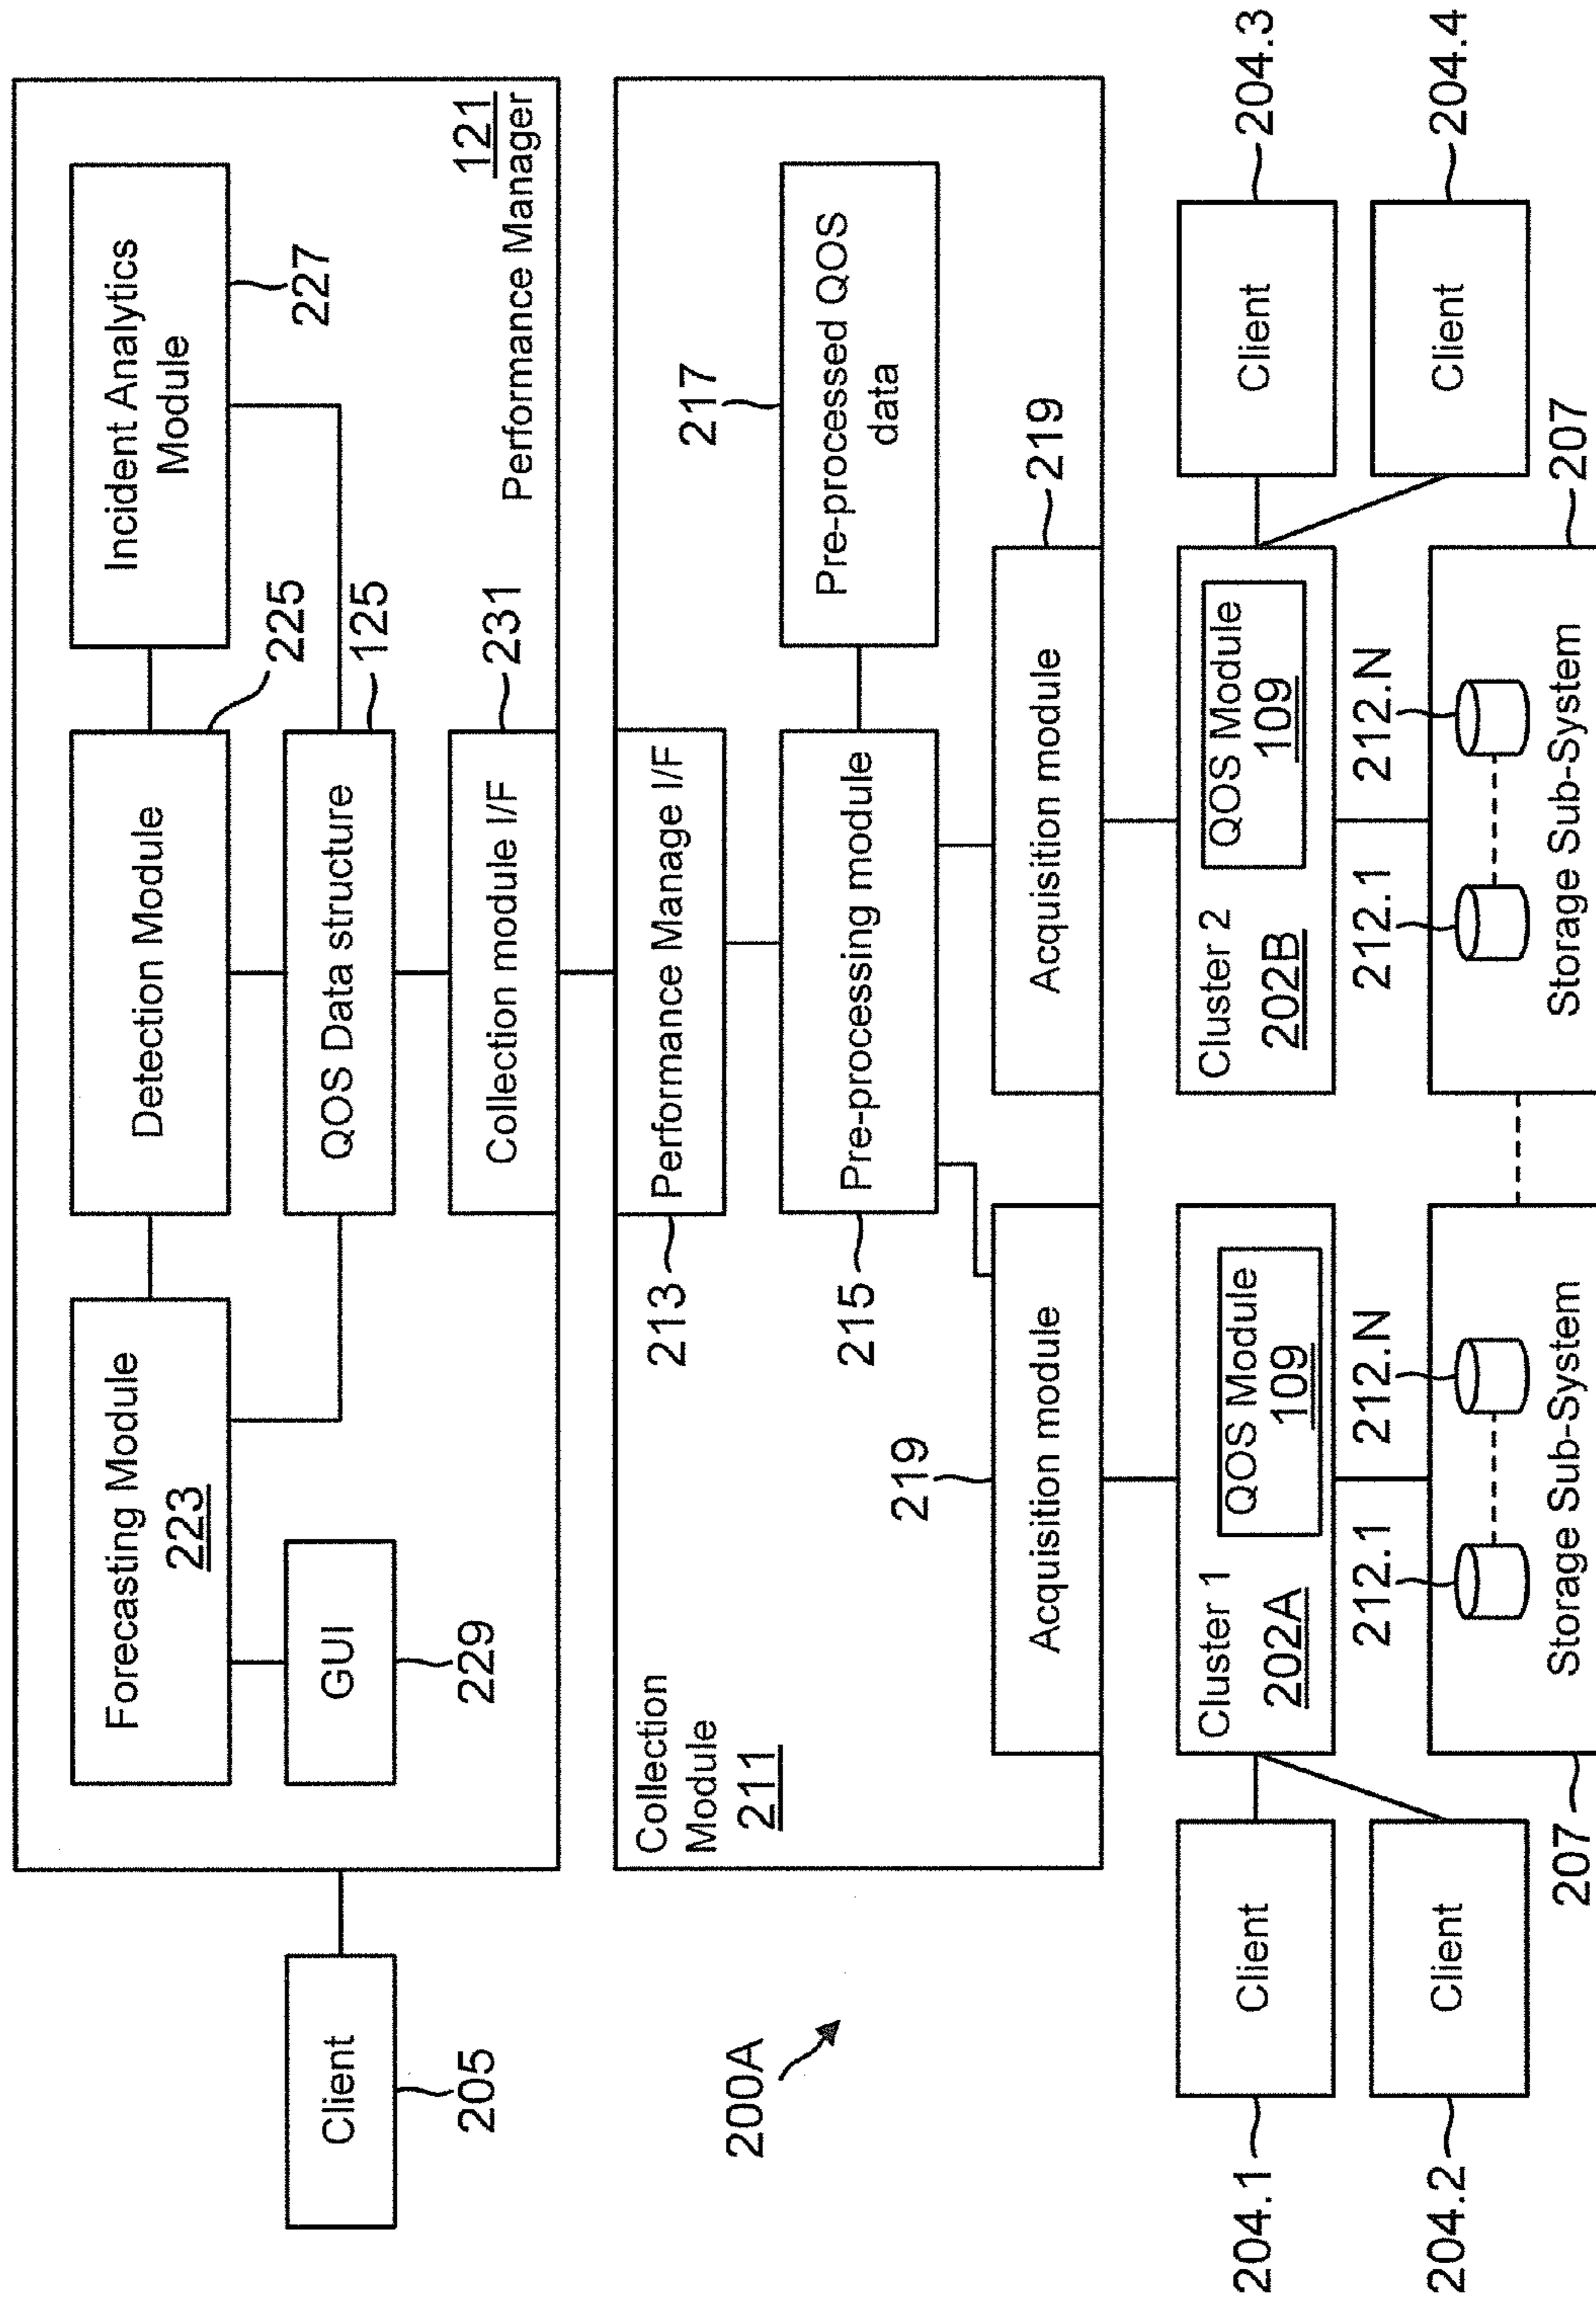 Forecasting Module
223
Detection Module
Incident Analytics
Module
225
227
GUI
229
QOS Data structure
125
Collection module I/F
231
121
Performance Manager
Client
205
Collection
Module
211
213
Performance Manage I/F
215
Pre-processing module
217
Pre-processed QOS
data
219
Acquisition module
Acquisition module
219
200A
204.1
Client
Cluster 1
202A
QOS Module
109
Cluster 2
202B
QOS Module
109
Client
204.3
204.2
Client
212.1
212.N
212.1
212.N
Client
204.4
207
Storage Sub-System
Storage Sub-System
207